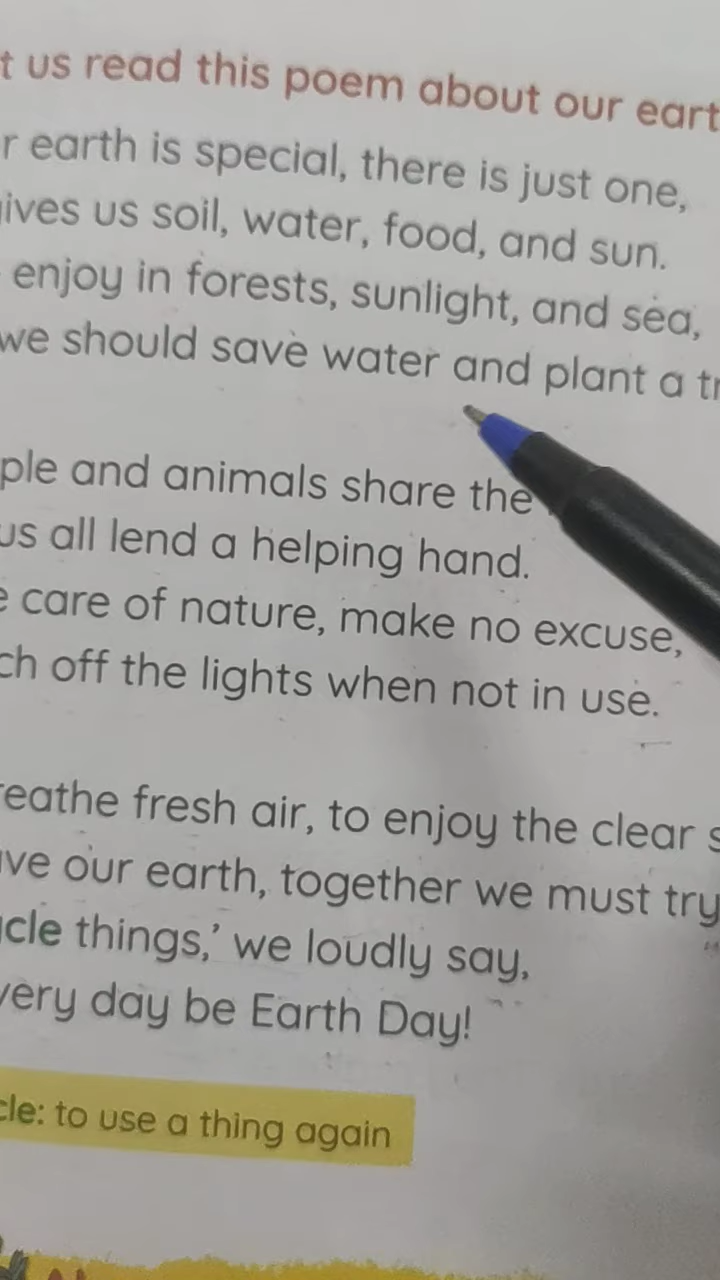 t us read this poem about our eart
r earth is special, there is just one,
ives us soil, water, food, and sun.
enjoy in forests, sunlight, and sea,
we should save water and plant a tr
ple and animals share the
us all lend a helping hand.
e care of nature, make no excuse,
ch off the lights when not in use.
reathe fresh air, to enjoy the clear s
ve our earth, together we must try
cle things,’ we loudly say,
very day be Earth Day!
cle: to use a thing again